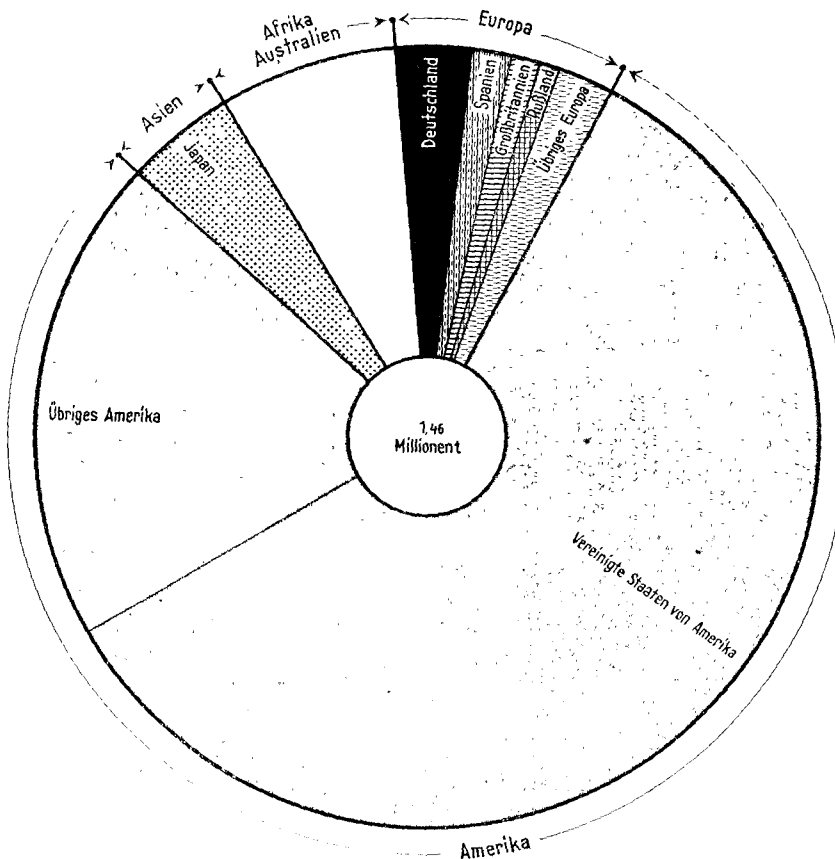 Afrika
Australien
Europa
Asien
Japan
Deutschland
Spanien
Großbritannien
Rußland
Übriges Europa
Übriges Amerika
1,46
Millionent
Vereinigte Staaten von Amerika
Amerika